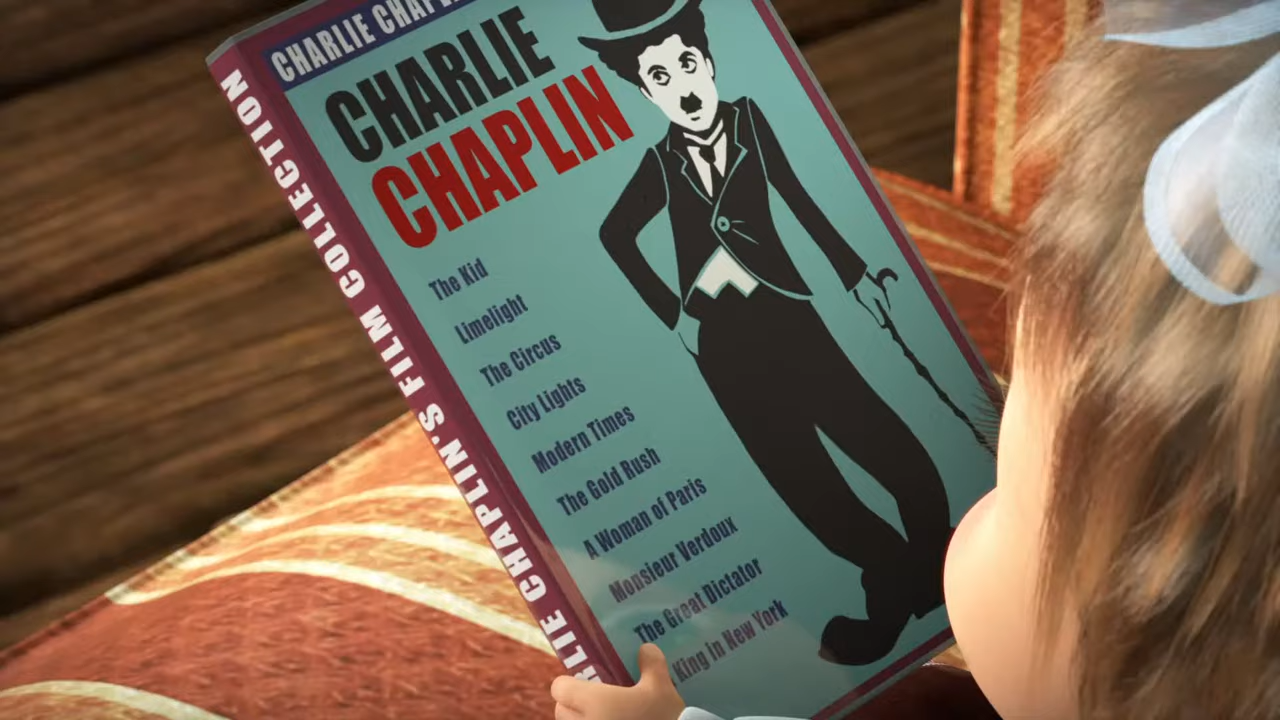 CHARLIE CHAPLIN
CHARLIE
CHAPLIN
The Kid
Limelight
The Circus
City Lights
Modern Times
The Gold Rush
A Woman of Paris
Monsieur Verdoux
The Great Dictator
King in New York
CHARLIE CHAPLIN'S FILM COLLECTION